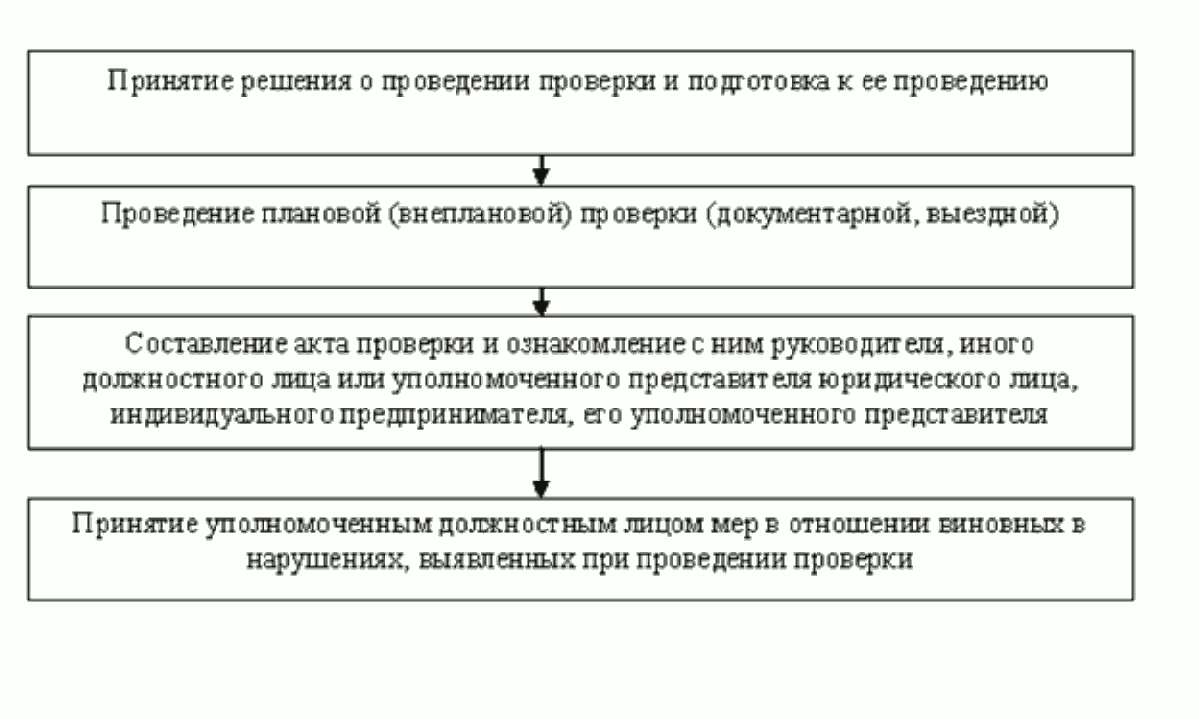 Принятие решения о проведении проверки и подготовка к ее проведению
Проведение плановой (внеплановой) проверки (документарной, выездной)
Составление акта проверки и ознакомление с ним руководителя, иного
должностного лица или уполномоченного представителя юридического лица,
индивидуального предпринимателя, его уполномоченного представителя
Принятие уполномоченным должностным лицом мер в отношении виновных в
нарушениях, выявленных при проведении проверки